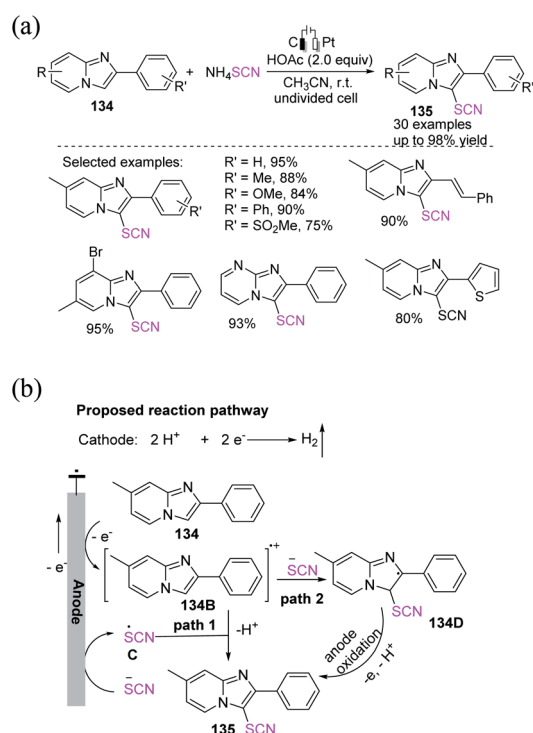 (a)
C Pt
HOAc (2.0 equiv)
CH3CN, r.t.
undivided cell
R N N R'
134
+
NH4SCN
R N N R'
SCN
135
30 examples
up to 98% yield
Selected examples:
N N R'
SCN
R' = H, 95%
R' = Me, 88%
R' = OMe, 84%
R' = Ph, 90%
R' = SO2Me, 75%
N N Ph
SCN
90%
Br
N N
SCN
95%
N N N
SCN
93%
N N S
SCN
80%
(b)
Proposed reaction pathway
Cathode: 2 H+ + 2 e- H2
N N
134
- e-
- e-
Anode
N N
•+
134B
-
SCN
path 2
N N
SCN
134D
path 1
-H+
•
SCN
C
-
SCN
anode
oxidation
-e, - H+
N N
135 SCN